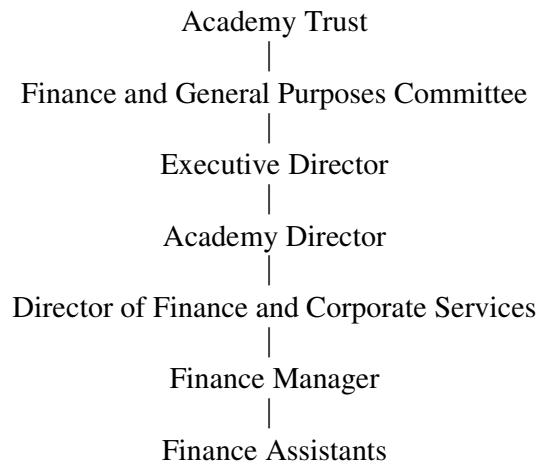 Academy Trust
Finance and General Purposes Committee
Executive Director
Academy Director
Director of Finance and Corporate Services
Finance Manager
Finance Assistants